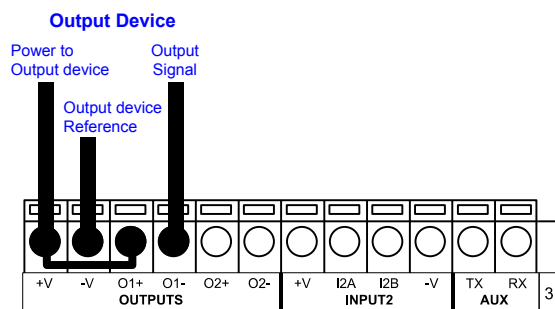 Output Device
Power to
Output device
Output
Signal
Output device
Reference
+V -V O1+ O1- O2+ O2- +V I2A I2B -V TX RX
OUTPUTS INPUT2 AUX 3